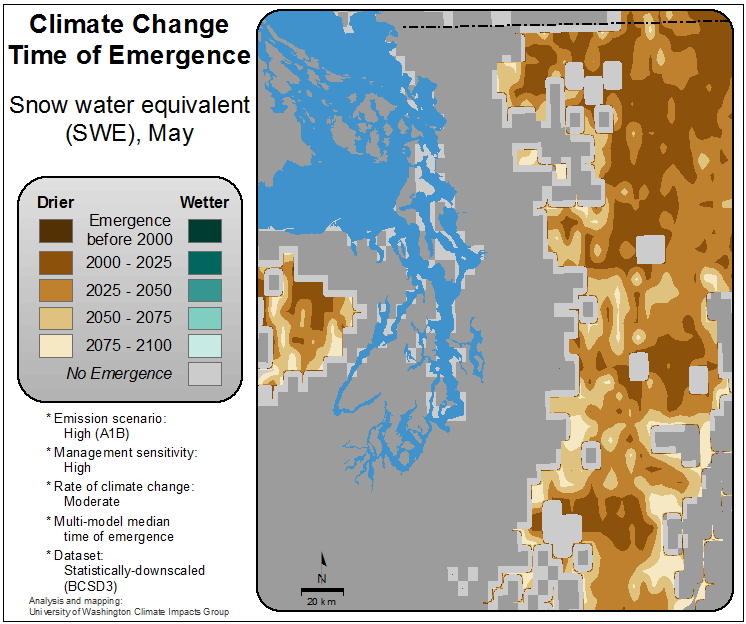 Climate Change
Time of Emergence
Snow water equivalent
(SWE), May
Drier Wetter
Emergence
before 2000
2000 - 2025
2025 - 2050
2050 - 2075
2075 - 2100
No Emergence
* Emission scenario:
High (A1B)
* Management sensitivity:
High
* Rate of climate change:
Moderate
* Multi-model median
time of emergence
* Dataset:
Statistically-downscaled
(BCSD3)
Analysis and mapping:
University of Washington Climate Impacts Group
N
20 km